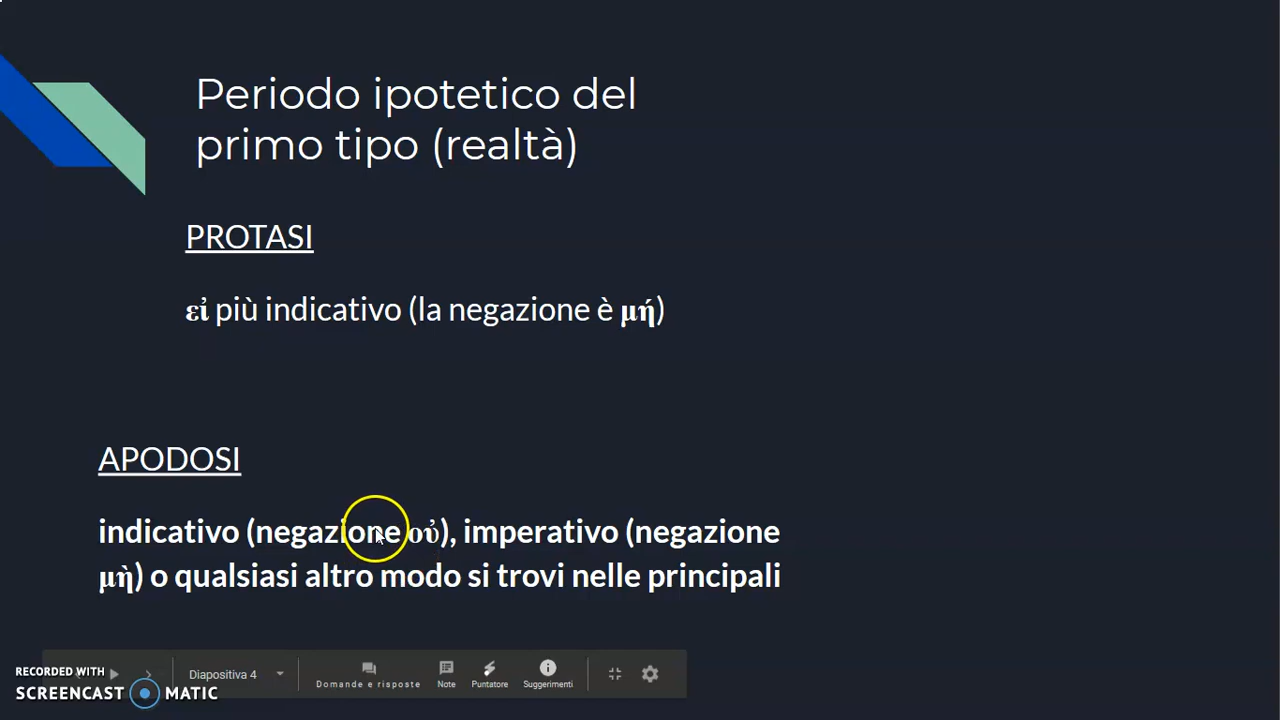 Periodo ipotetico del
primo tipo (realtà)
PROTASI
εἰ più indicativo (la negazione è μή)
APODOSI
indicativo (negazione οὐ), imperativo (negazione
μὴ) o qualsiasi altro modo si trovi nelle principali
Diapositiva 4
Domande e risposte
Note
Puntatore
Suggerimenti
RECORDED WITH
SCREENCAST MATIC